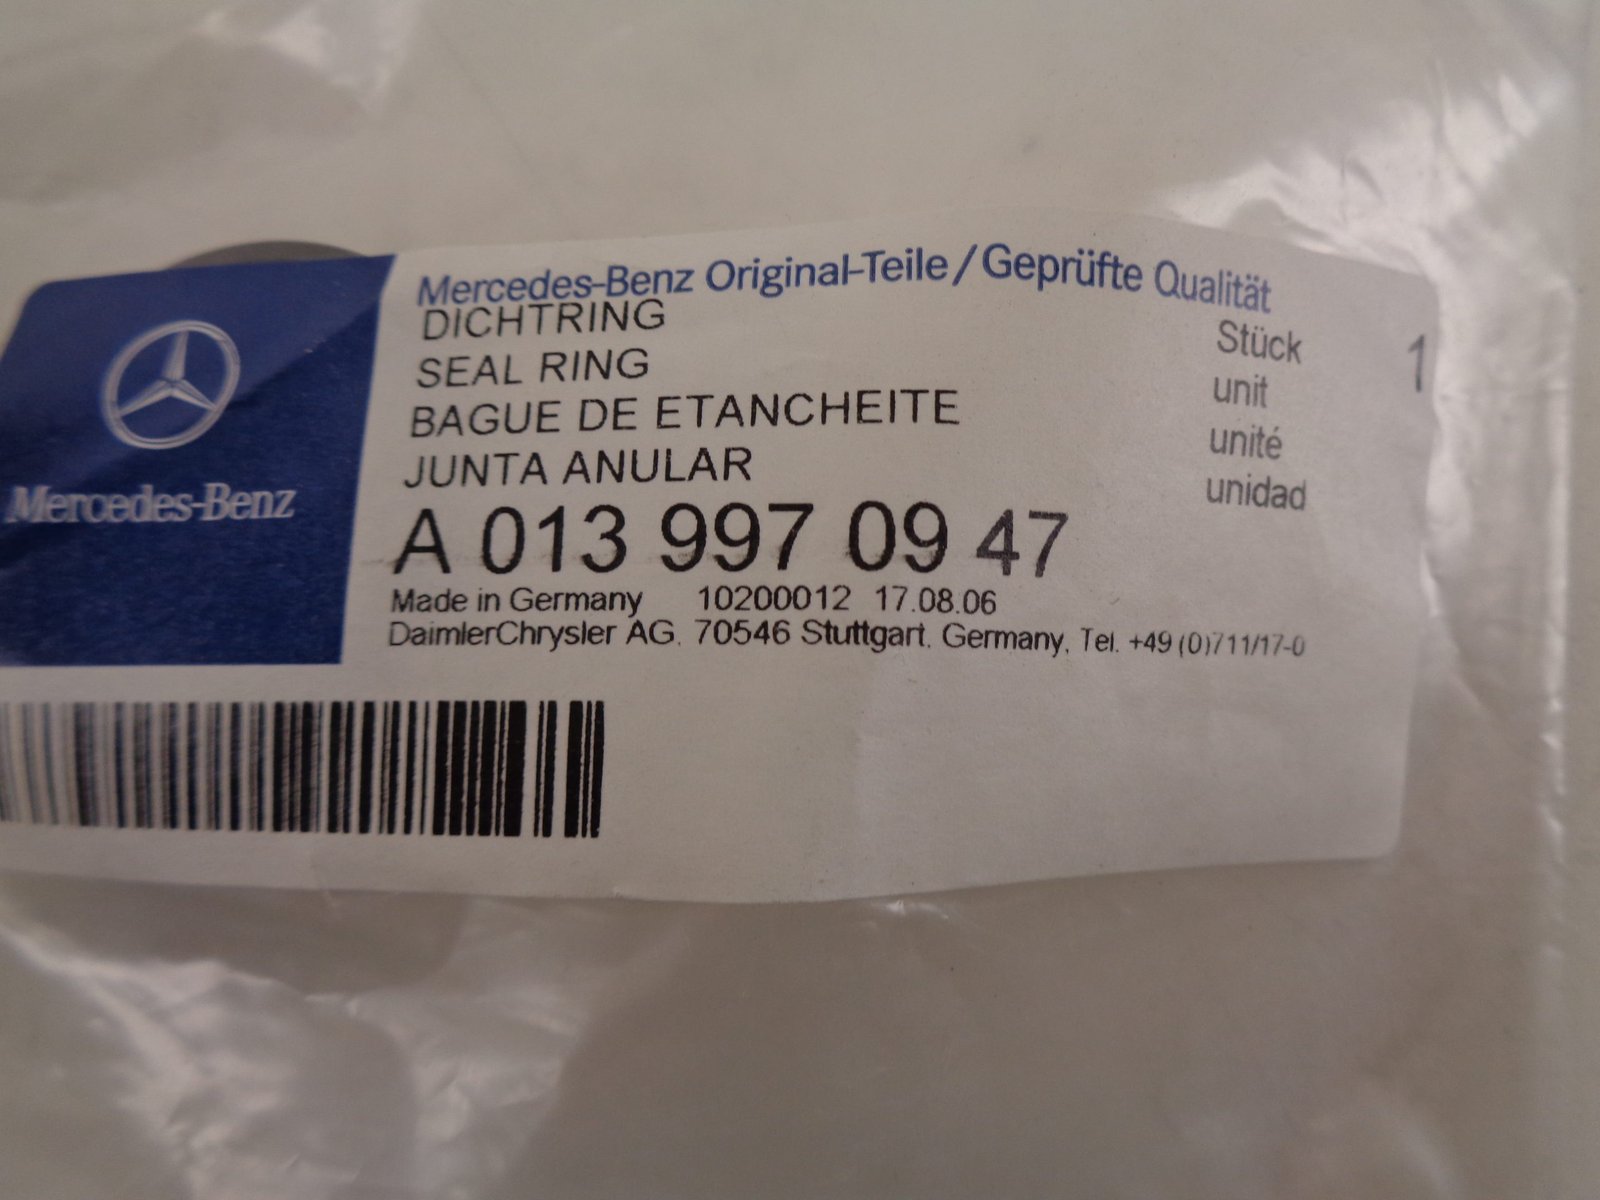 Mercedes-Benz
Mercedes-Benz Original-Teile/Geprüfte Qualität
DICHTRING
SEAL RING
BAGUE DE ETANCHEITE
JUNTA ANULAR
Stück 1
unit
unité
unidad
A 013 997 09 47
Made in Germany 10200012 17.08.06
DaimlerChrysler AG. 70546 Stuttgart. Germany, Tel. +49 (0)711/17-0